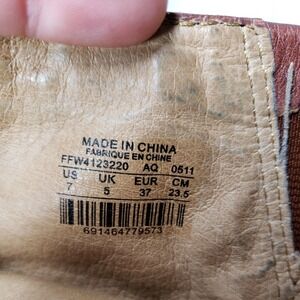 MADE IN CHINA
FABRIQUE EN CHINE
FFW4123220 AQ 0511
US UK EUR CM
7 5 37 23.5
691464779573